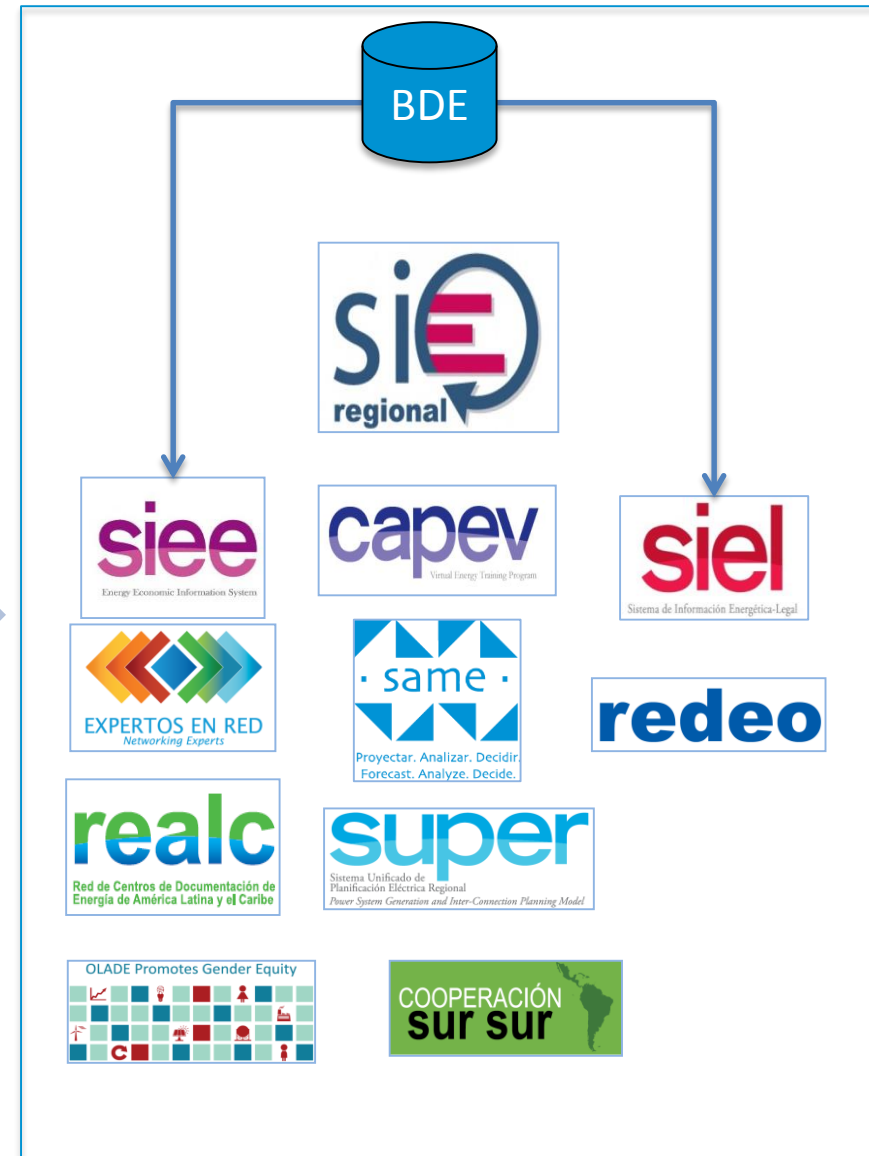 BDE
siE
regional
siee
Energy Economic Information System
capev
Virtual Energy Training Program
siel
Sistema de Información Energética-Legal
EXPERTOS EN RED
Networking Experts
· same ·
Proyectar. Analizar. Decidir.
Forecast. Analyze. Decide.
redeo
realc
Red de Centros de Documentación de
Energía de América Latina y el Caribe
super
Sistema Unificado de
Planificación Eléctrica Regional
Power System Generation and Inter-Connection Planning Model
OLADE Promotes Gender Equity
COOPERACIÓN
sur sur